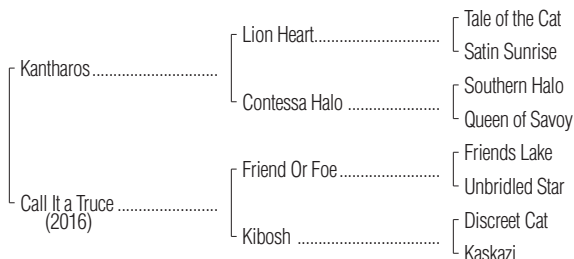 Tale of the Cat
Lion Heart
Satin Sunrise
Kantharos
Southern Halo
Contessa Halo
Queen of Savoy
Friends Lake
Friend Or Foe
Unbridled Star
Call It a Truce
(2016)
Discreet Cat
Kibosh
Kaskazi